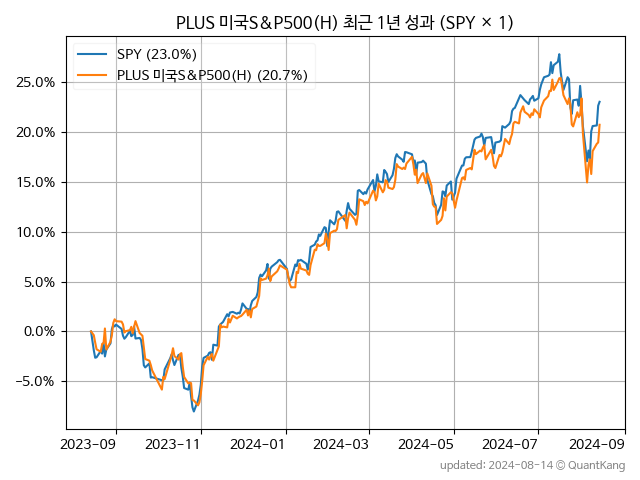 PLUS 미국S&P500(H) 최근 1년 성과 (SPY × 1)
SPY (23.0%)
PLUS 미국S&P500(H) (20.7%)
25.0%
20.0%
15.0%
10.0%
5.0%
0.0%
−5.0%
2023-09 2023-11 2024-01 2024-03 2024-05 2024-07 2024-09
updated: 2024-08-14 @ QuantKang